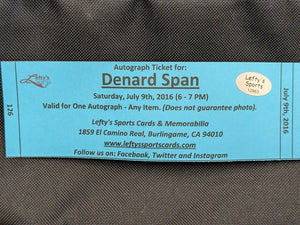 Autograph Ticket for:
Denard Span
Saturday, July 9th, 2016 (6 - 7 PM)
Valid for One Autograph - Any Item. (Does not guarantee photo).
Lefty's Sports Cards & Memorabilia
1859 El Camino Real, Burlingame, CA 94010
www.leftyssportscards.com
Follow us on: Facebook, Twitter and Instagram
Lefty's
126
Lefty's
Sports
July 9th, 2016